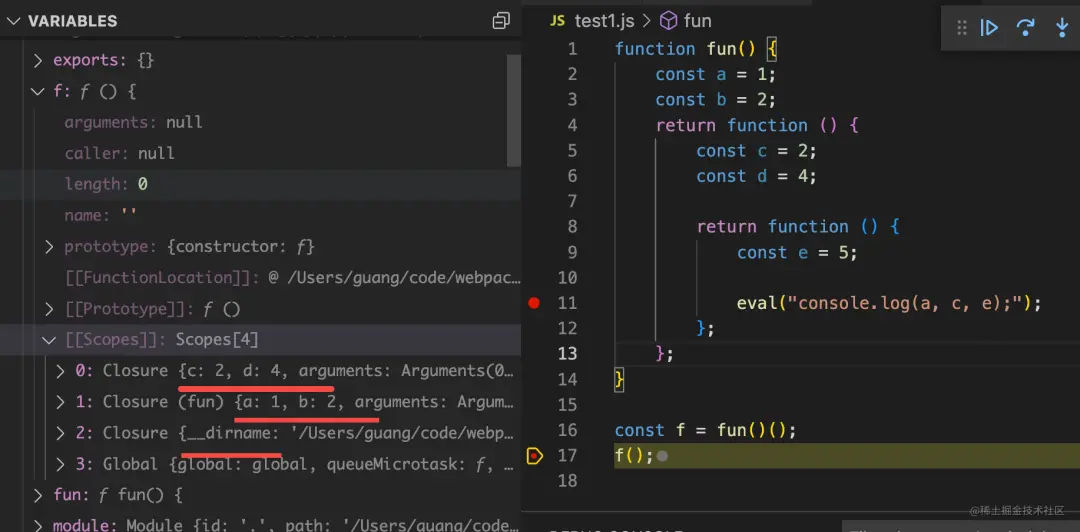 VARIABLES
exports: {}
f: ƒ () {
arguments: null
caller: null
length: 0
name: ''
prototype: {constructor: ƒ}
[[FunctionLocation]]: @ /Users/guang/code/webpac…
[[Prototype]]: ƒ ()
[[Scopes]]: Scopes[4]
0: Closure {c: 2, d: 4, arguments: Arguments(0…
1: Closure (fun) {a: 1, b: 2, arguments: Argum…
2: Closure {__dirname: '/Users/guang/code/webp…
3: Global {global: global, queueMicrotask: ƒ, …
fun: ƒ fun() {
module: Module {id: '.', path: '/Users/guang/code…
JS test1.js > fun
1 function fun() {
2 const a = 1;
3 const b = 2;
4 return function () {
5 const c = 2;
6 const d = 4;
7
8 return function () {
9 const e = 5;
10
11 eval("console.log(a, c, e);");
12 };
13 };
14 }
15
16 const f = fun()();
17 f();
18
@稀土掘金技术社区